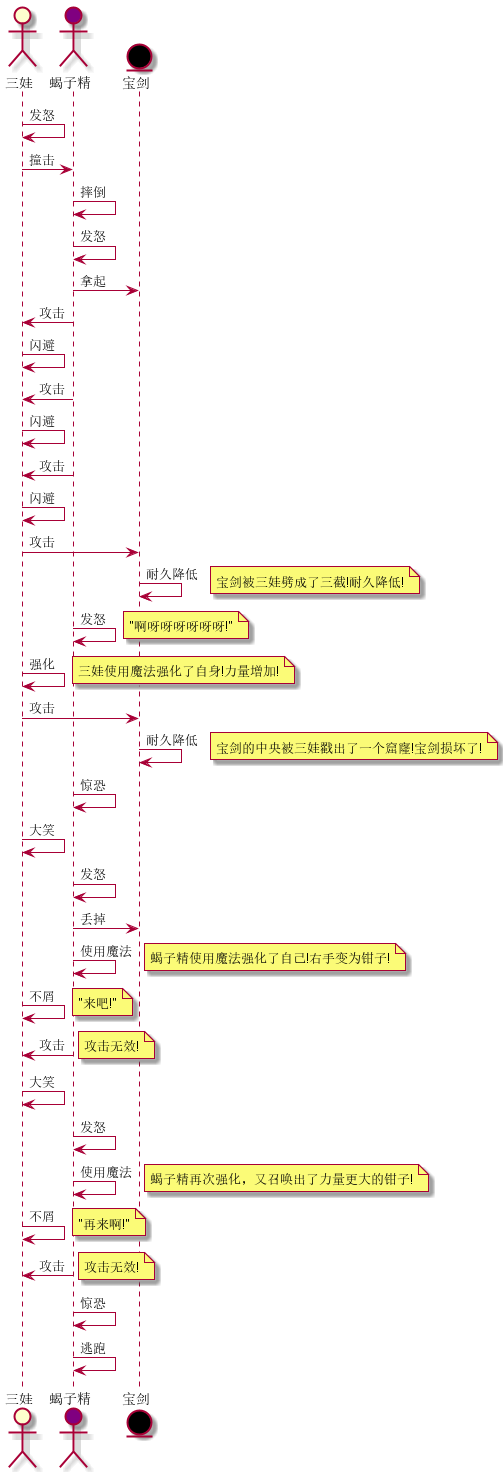 三娃 蝎子精 宝剑
发怒
撞击
摔倒
发怒
拿起
攻击
闪避
攻击
闪避
攻击
闪避
攻击
耐久降低 宝剑被三娃劈成了三截!耐久降低!
发怒 "啊呀呀呀呀呀呀!"
强化 三娃使用魔法强化了自身!力量增加!
攻击
耐久降低 宝剑的中央被三娃戳出了一个窟窿!宝剑损坏了!
惊恐
大笑
发怒
丢掉
使用魔法 蝎子精使用魔法强化了自己!右手变为钳子!
不屑 "来吧!"
攻击 攻击无效!
大笑
发怒
使用魔法 蝎子精再次强化，又召唤出了力量更大的钳子!
不屑 "再来啊!"
攻击 攻击无效!
惊恐
逃跑
三娃 蝎子精 宝剑